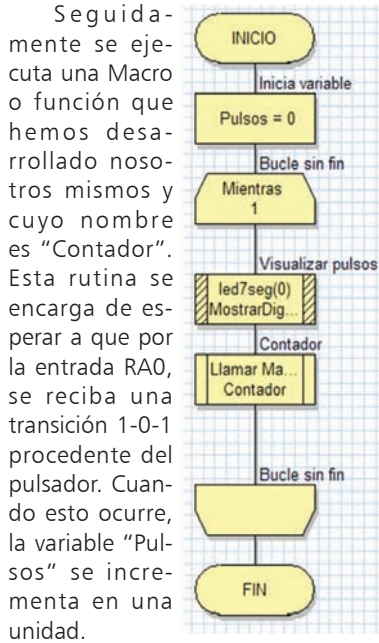 Seguida-
mente se eje-
cuta una Macro
o función que
hemos desa-
rrollado noso-
tros mismos y
cuyo nombre
es “Contador”.
Esta rutina se
encarga de es-
perar a que por
la entrada RA0,
se reciba una
transición 1-0-1
procedente del
pulsador. Cuan-
do esto ocurre,
la variable “Pul-
sos” se incre-
menta en una
unidad.
INICIO
Inicia variable
Pulsos = 0
Bucle sin fin
Mientras
1
Visualizar pulsos
led7seg(0)
MostrarDig...
Contador
Llamar Ma...
Contador
Bucle sin fin
FIN